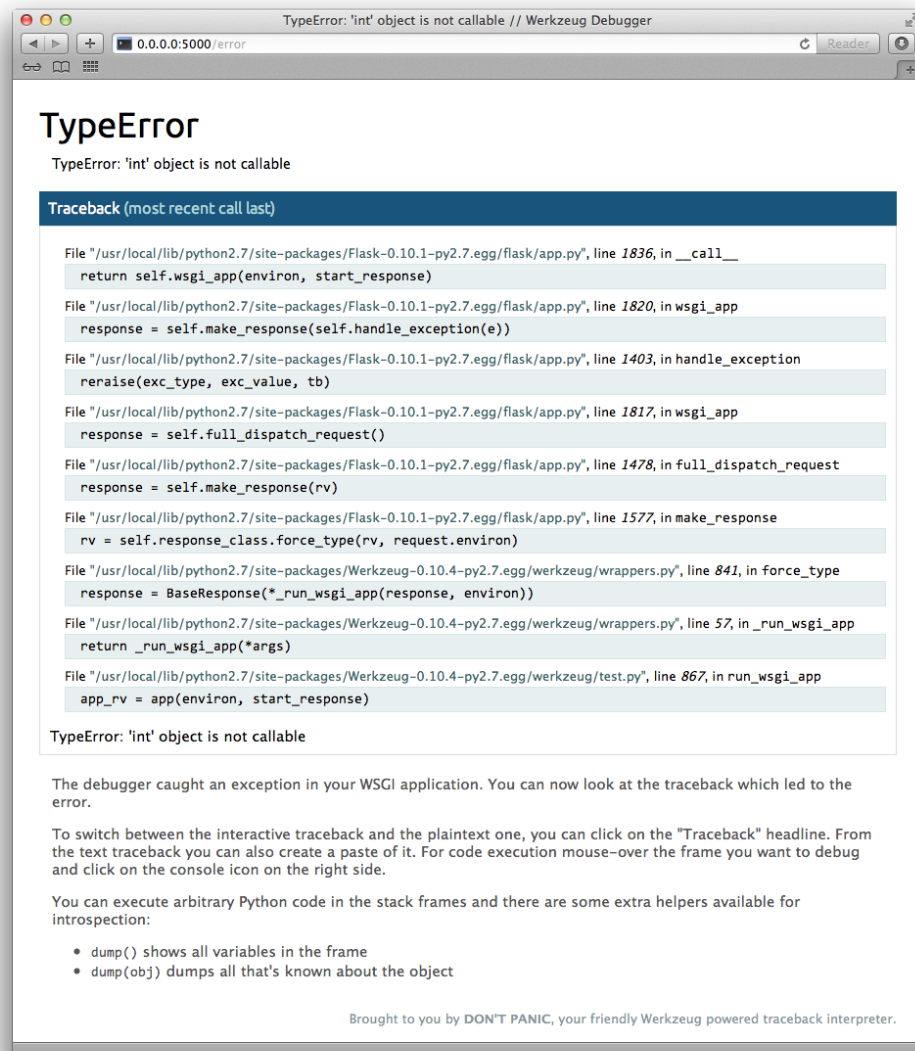 TypeError: 'int' object is not callable // Werkzeug Debugger
0.0.0.0:5000/error
Reader
TypeError
TypeError: 'int' object is not callable
Traceback (most recent call last)
File "/usr/local/lib/python2.7/site-packages/Flask-0.10.1-py2.7.egg/flask/app.py", line 1836, in __call__
return self.wsgi_app(environ, start_response)
File "/usr/local/lib/python2.7/site-packages/Flask-0.10.1-py2.7.egg/flask/app.py", line 1820, in wsgi_app
response = self.make_response(self.handle_exception(e))
File "/usr/local/lib/python2.7/site-packages/Flask-0.10.1-py2.7.egg/flask/app.py", line 1403, in handle_exception
reraise(exc_type, exc_value, tb)
File "/usr/local/lib/python2.7/site-packages/Flask-0.10.1-py2.7.egg/flask/app.py", line 1817, in wsgi_app
response = self.full_dispatch_request()
File "/usr/local/lib/python2.7/site-packages/Flask-0.10.1-py2.7.egg/flask/app.py", line 1478, in full_dispatch_request
response = self.make_response(rv)
File "/usr/local/lib/python2.7/site-packages/Flask-0.10.1-py2.7.egg/flask/app.py", line 1577, in make_response
rv = self.response_class.force_type(rv, request.environ)
File "/usr/local/lib/python2.7/site-packages/Werkzeug-0.10.4-py2.7.egg/werkzeug/wrappers.py", line 841, in force_type
response = BaseResponse(*_run_wsgi_app(response, environ))
File "/usr/local/lib/python2.7/site-packages/Werkzeug-0.10.4-py2.7.egg/werkzeug/wrappers.py", line 57, in _run_wsgi_app
return _run_wsgi_app(*args)
File "/usr/local/lib/python2.7/site-packages/Werkzeug-0.10.4-py2.7.egg/werkzeug/test.py", line 867, in run_wsgi_app
app_rv = app(environ, start_response)
TypeError: 'int' object is not callable
The debugger caught an exception in your WSGI application. You can now look at the traceback which led to the
error.
To switch between the interactive traceback and the plaintext one, you can click on the "Traceback" headline. From
the text traceback you can also create a paste of it. For code execution mouse-over the frame you want to debug
and click on the console icon on the right side.
You can execute arbitrary Python code in the stack frames and there are some extra helpers available for
introspection:
• dump() shows all variables in the frame
• dump(obj) dumps all that's known about the object
Brought to you by DON'T PANIC, your friendly Werkzeug powered traceback interpreter.